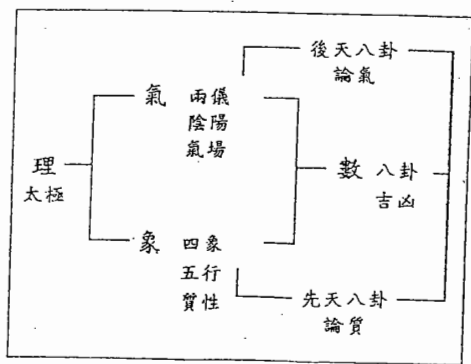 後天八卦
論氣
氣 兩儀
陰陽
氣場
理
太極
數 八卦
吉凶
象 四象
五行
質性
先天八卦
論質